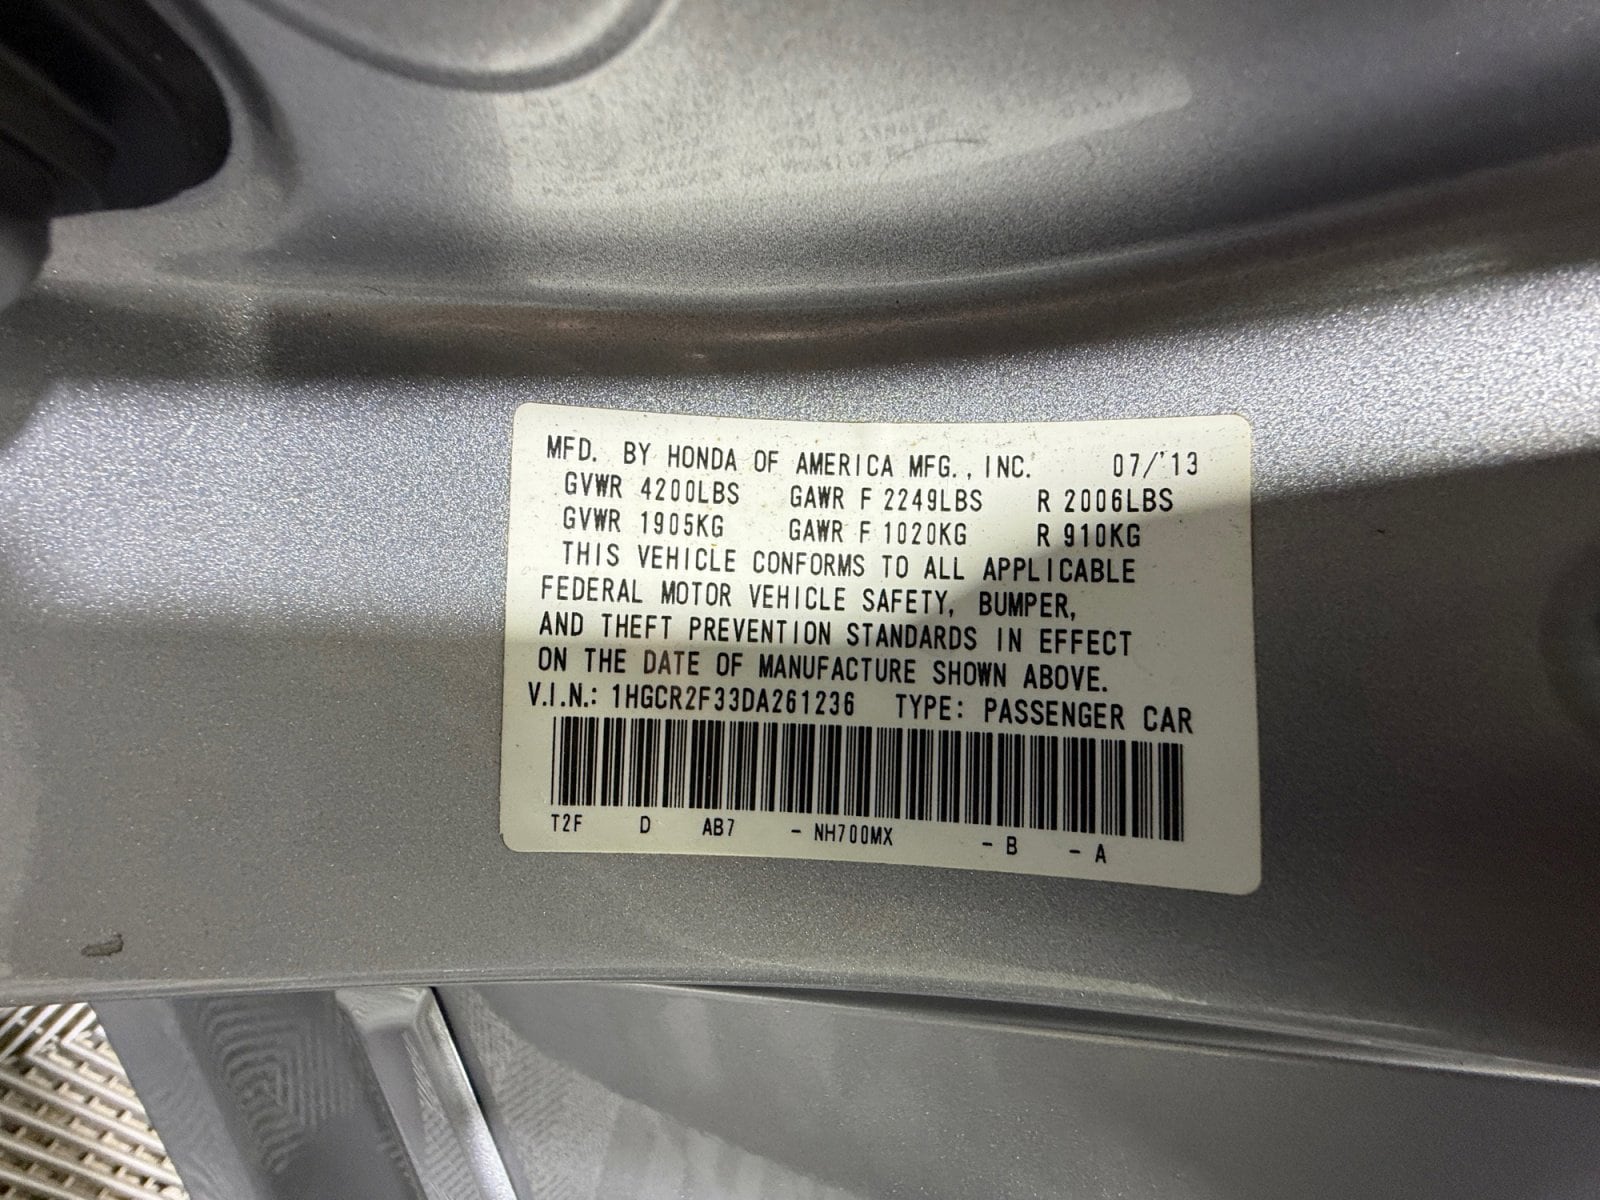 MFD. BY HONDA OF AMERICA MFG., INC. 07/'13
GVWR 4200LBS GAWR F 2249LBS R 2006LBS
GVWR 1905KG GAWR F 1020KG R 910KG
THIS VEHICLE CONFORMS TO ALL APPLICABLE
FEDERAL MOTOR VEHICLE SAFETY, BUMPER,
AND THEFT PREVENTION STANDARDS IN EFFECT
ON THE DATE OF MANUFACTURE SHOWN ABOVE.
V.I.N.: 1HGCR2F33DA261236 TYPE: PASSENGER CAR
T2F D AB7 - NH700MX - B - A